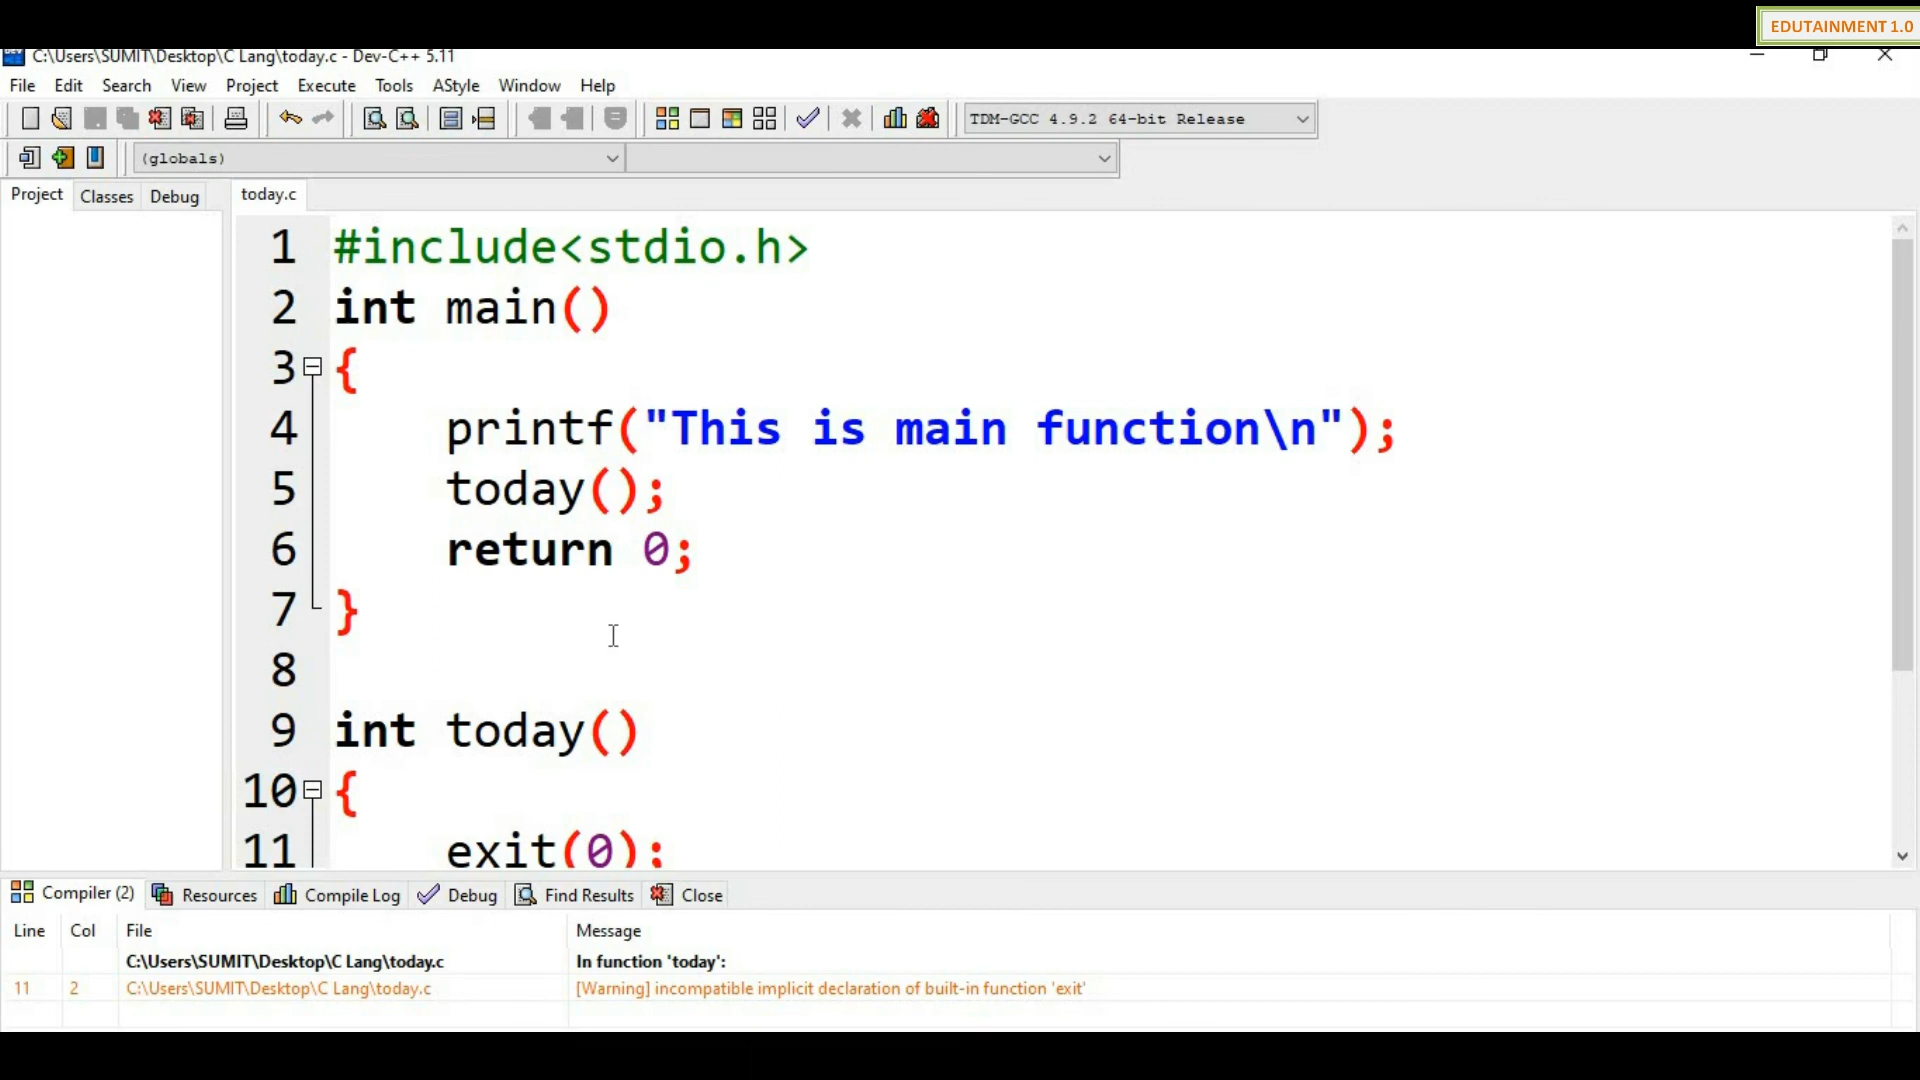 EDUTAINMENT 1.0
C:\Users\SUMIT\Desktop\C Lang\today.c - Dev-C++ 5.11
File Edit Search View Project Execute Tools AStyle Window Help
TDM-GCC 4.9.2 64-bit Release
(globals)
Project Classes Debug today.c
1 #include<stdio.h>
2 int main()
3 {
4 printf("This is main function\n");
5 today();
6 return 0;
7 }
8
9 int today()
10 {
11 exit(0);
Compiler (2) Resources Compile Log Debug Find Results Close
Line Col File Message
C:\Users\SUMIT\Desktop\C Lang\today.c In function 'today':
11 2 C:\Users\SUMIT\Desktop\C Lang\today.c [Warning] incompatible implicit declaration of built-in function 'exit'